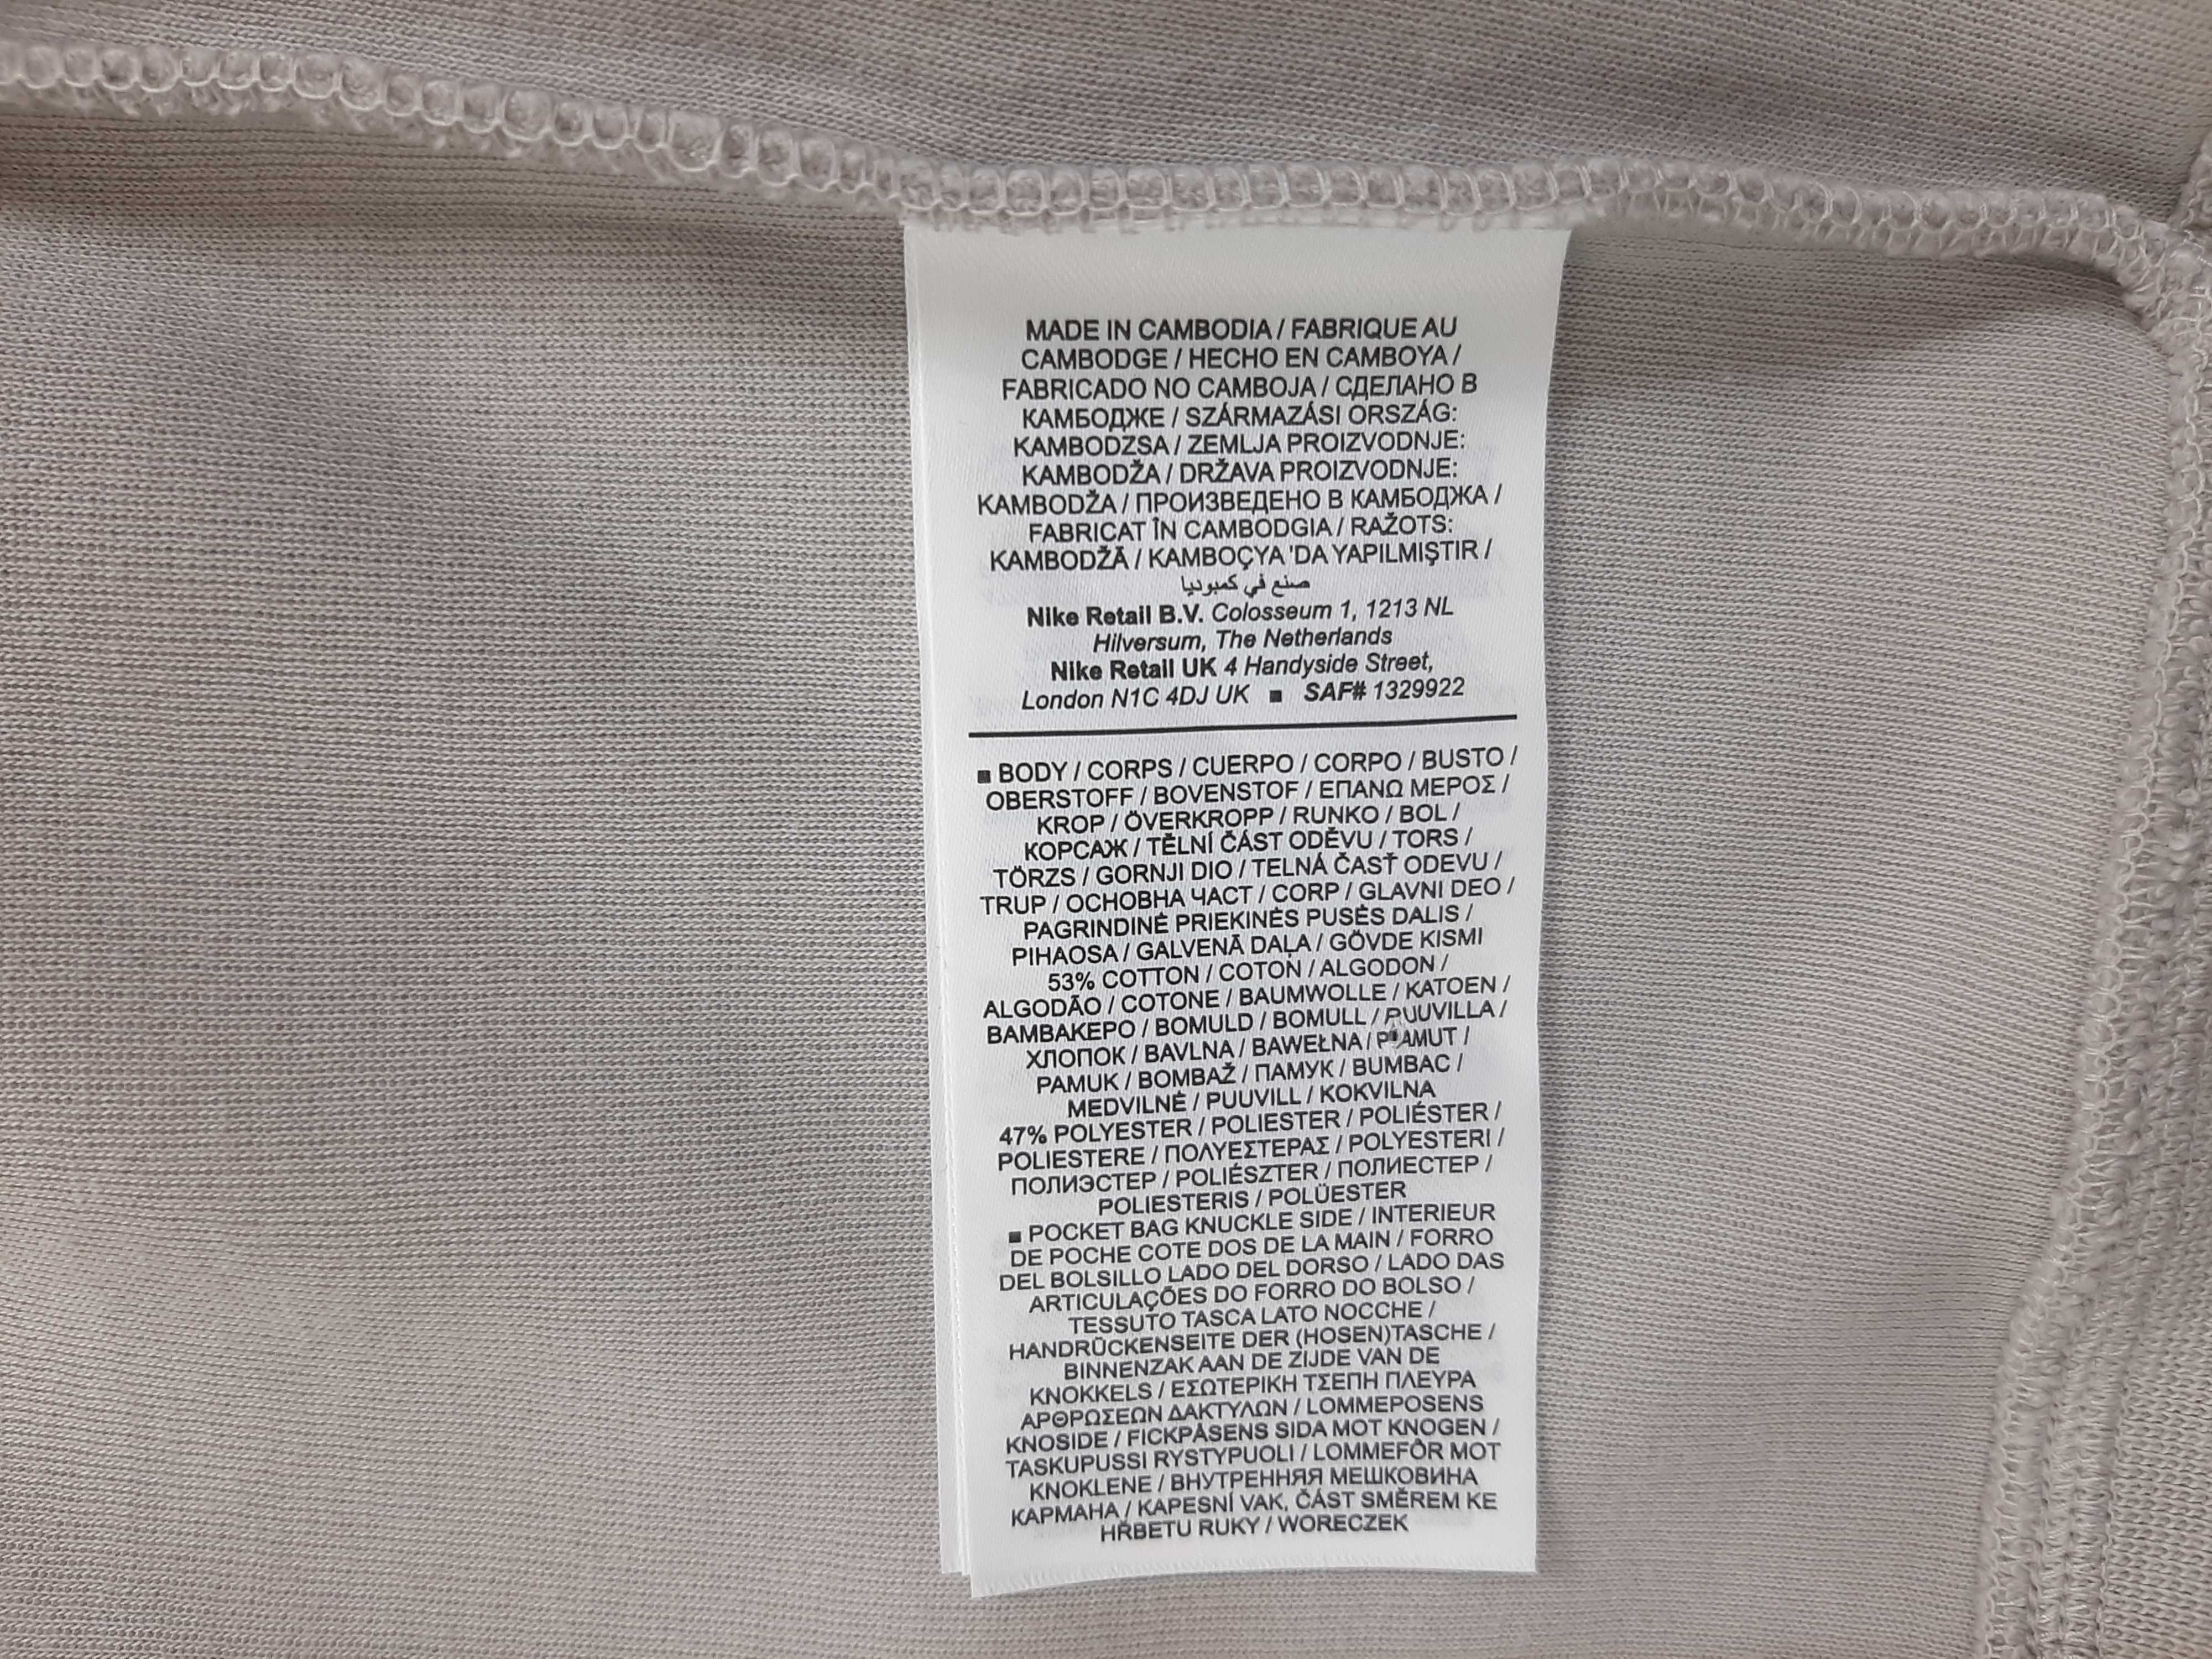 MADE IN CAMBODIA / FABRIQUE AU
CAMBODGE / HECHO EN CAMBOYA /
FABRICADO NO CAMBOJA / СДЕЛАНО В
КАМБОДЖЕ / SZÁRMAZÁSI ORSZÁG:
KAMBODZSA / ZEMLJA PROIZVODNJE:
KAMBODŽA / DRŽAVA PROIZVODNJE:
KAMBODŽA / ПРОИЗВЕДЕНО В КАМБОДЖА /
FABRICAT ÎN CAMBODGIA / RAŽOTS:
KAMBODŽĀ / KAMBOÇYA 'DA YAPILMIŞTIR /
صنع في كمبوديا
Nike Retail B.V. Colosseum 1, 1213 NL
Hilversum, The Netherlands
Nike Retail UK 4 Handyside Street,
London N1C 4DJ UK ■ SAF# 1329922
■ BODY / CORPS / CUERPO / CORPO / BUSTO /
OBERSTOFF / BOVENSTOF / ΕΠΑΝΩ ΜΕΡΟΣ /
KROP / ÖVERKROPP / RUNKO / BOL /
КОРСАЖ / TĚLNÍ ČÁST ODĚVU / TORS /
TÖRZS / GORNJI DIO / TELNÁ ČASŤ ODEVU /
TRUP / ОСНОВНА ЧАСТ / CORP / GLAVNI DEO /
PAGRINDINĖ PRIEKINĖS PUSĖS DALIS /
PIHAOSA / GALVENĀ DAĻA / GÖVDE KISMI
53% COTTON / COTON / ALGODON /
ALGODÃO / COTONE / BAUMWOLLE / KATOEN /
ΒΑΜΒΑΚΕΡΟ / BOMULD / BOMULL / PUUVILLA /
ХЛОПОК / BAVLNA / BAWEŁNA / PAMUT /
PAMUK / BOMBAŽ / ПАМУК / BUMBAC /
MEDVILNĖ / PUUVILL / KOKVILNA
47% POLYESTER / POLIESTER / POLIÉSTER /
POLIESTERE / ΠΟΛΥΕΣΤΕΡΑΣ / POLYESTERI /
ПОЛИЭСТЕР / POLIÉSZTER / ПОЛИЕСТЕР /
POLIESTERIS / POLÜESTER
■ POCKET BAG KNUCKLE SIDE / INTERIEUR
DE POCHE COTE DOS DE LA MAIN / FORRO
DEL BOLSILLO LADO DEL DORSO / LADO DAS
ARTICULAÇÕES DO FORRO DO BOLSO /
TESSUTO TASCA LATO NOCCHE /
HANDRÜCKENSEITE DER (HOSEN)TASCHE /
BINNENZAK AAN DE ZIJDE VAN DE
KNOKKELS / ΕΣΩΤΕΡΙΚΗ ΤΣΕΠΗ ΠΛΕΥΡΑ
ΑΡΘΡΩΣΕΩΝ ΔΑΚΤΥΛΩΝ / LOMMEPOSENS
KNOSIDE / FICKPÅSENS SIDA MOT KNOGEN /
TASKUPUSSI RYSTYPUOLI / LOMMEFÔR MOT
KNOKLENE / ВНУТРЕННЯЯ МЕШКОВИНА
КАРМАНА / KAPESNÍ VAK, ČÁST SMĚREM KE
HŘBETU RUKY / WORECZEK